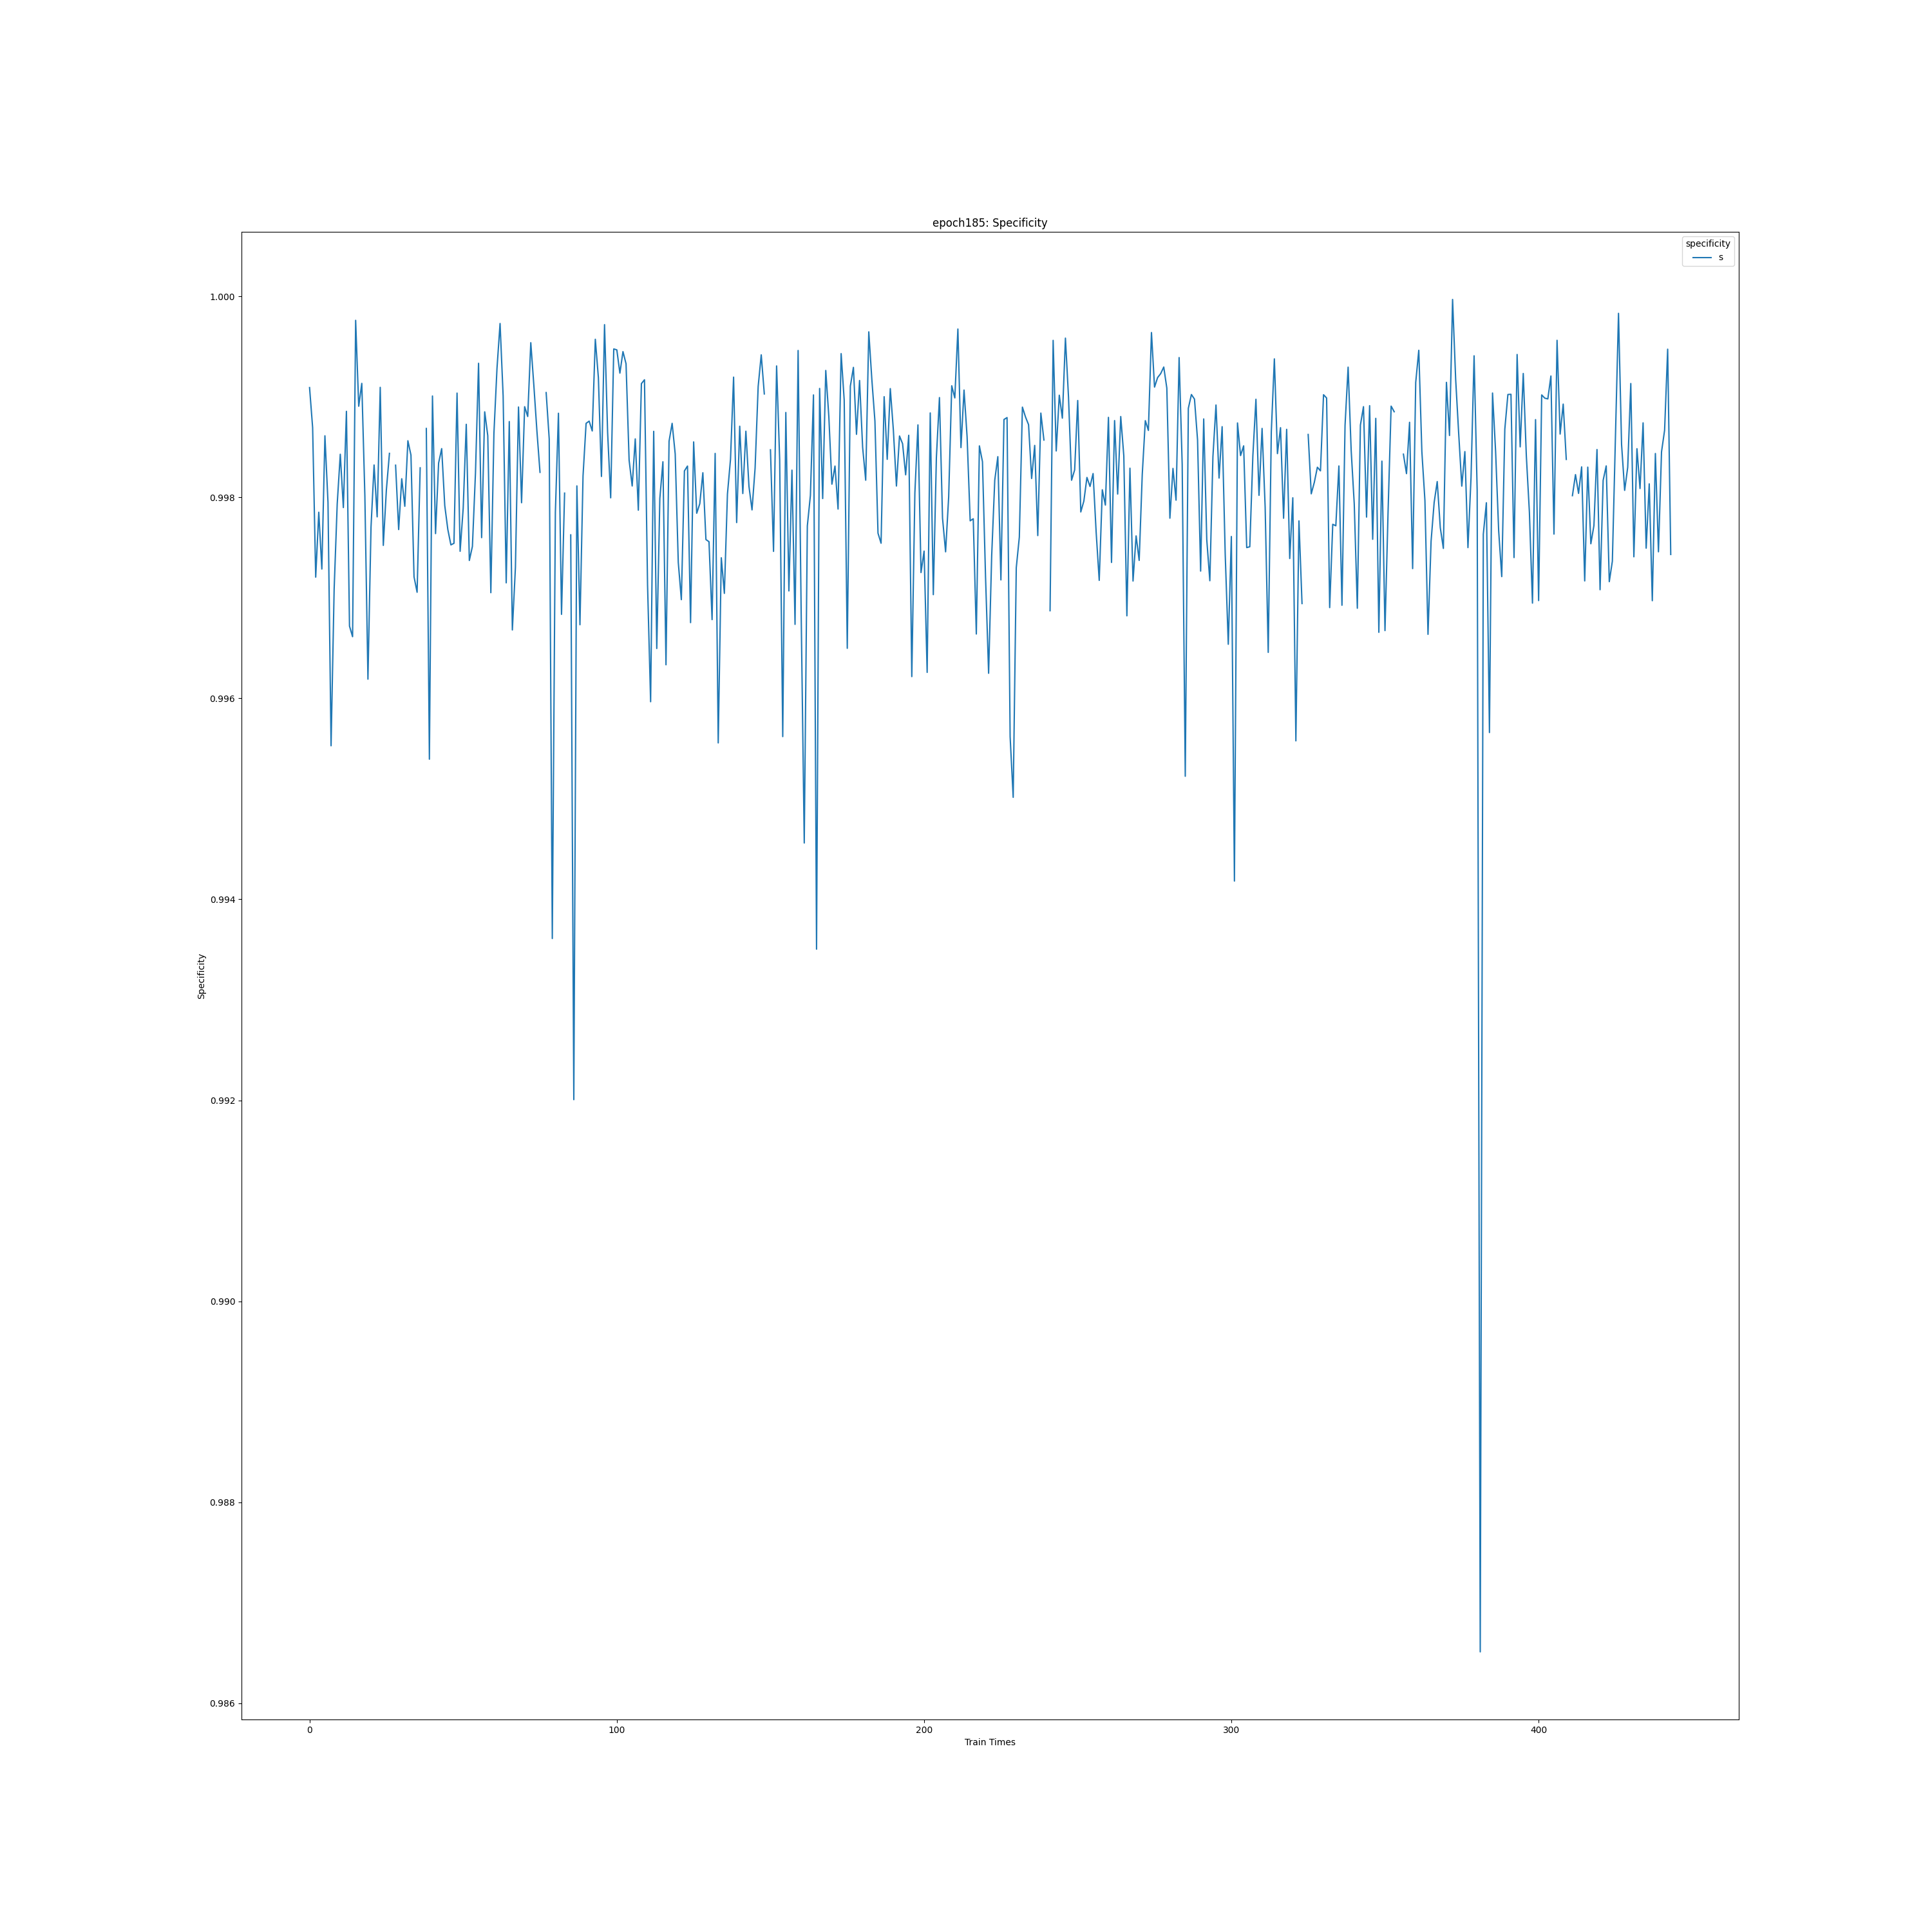 epoch185: Specificity
specificity
s
1.000
0.998
0.996
0.994
0.992
0.990
0.988
0.986
Specificity
0 100 200 300 400
Train Times